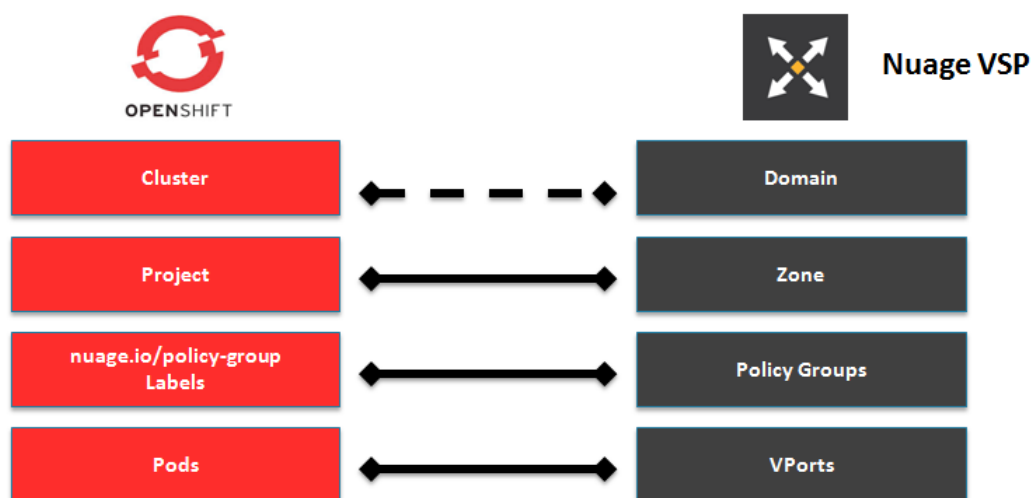 OPENSHIFT
Nuage VSP
Cluster
Domain
Project
Zone
nuage.io/policy-group
Labels
Policy Groups
Pods
VPorts